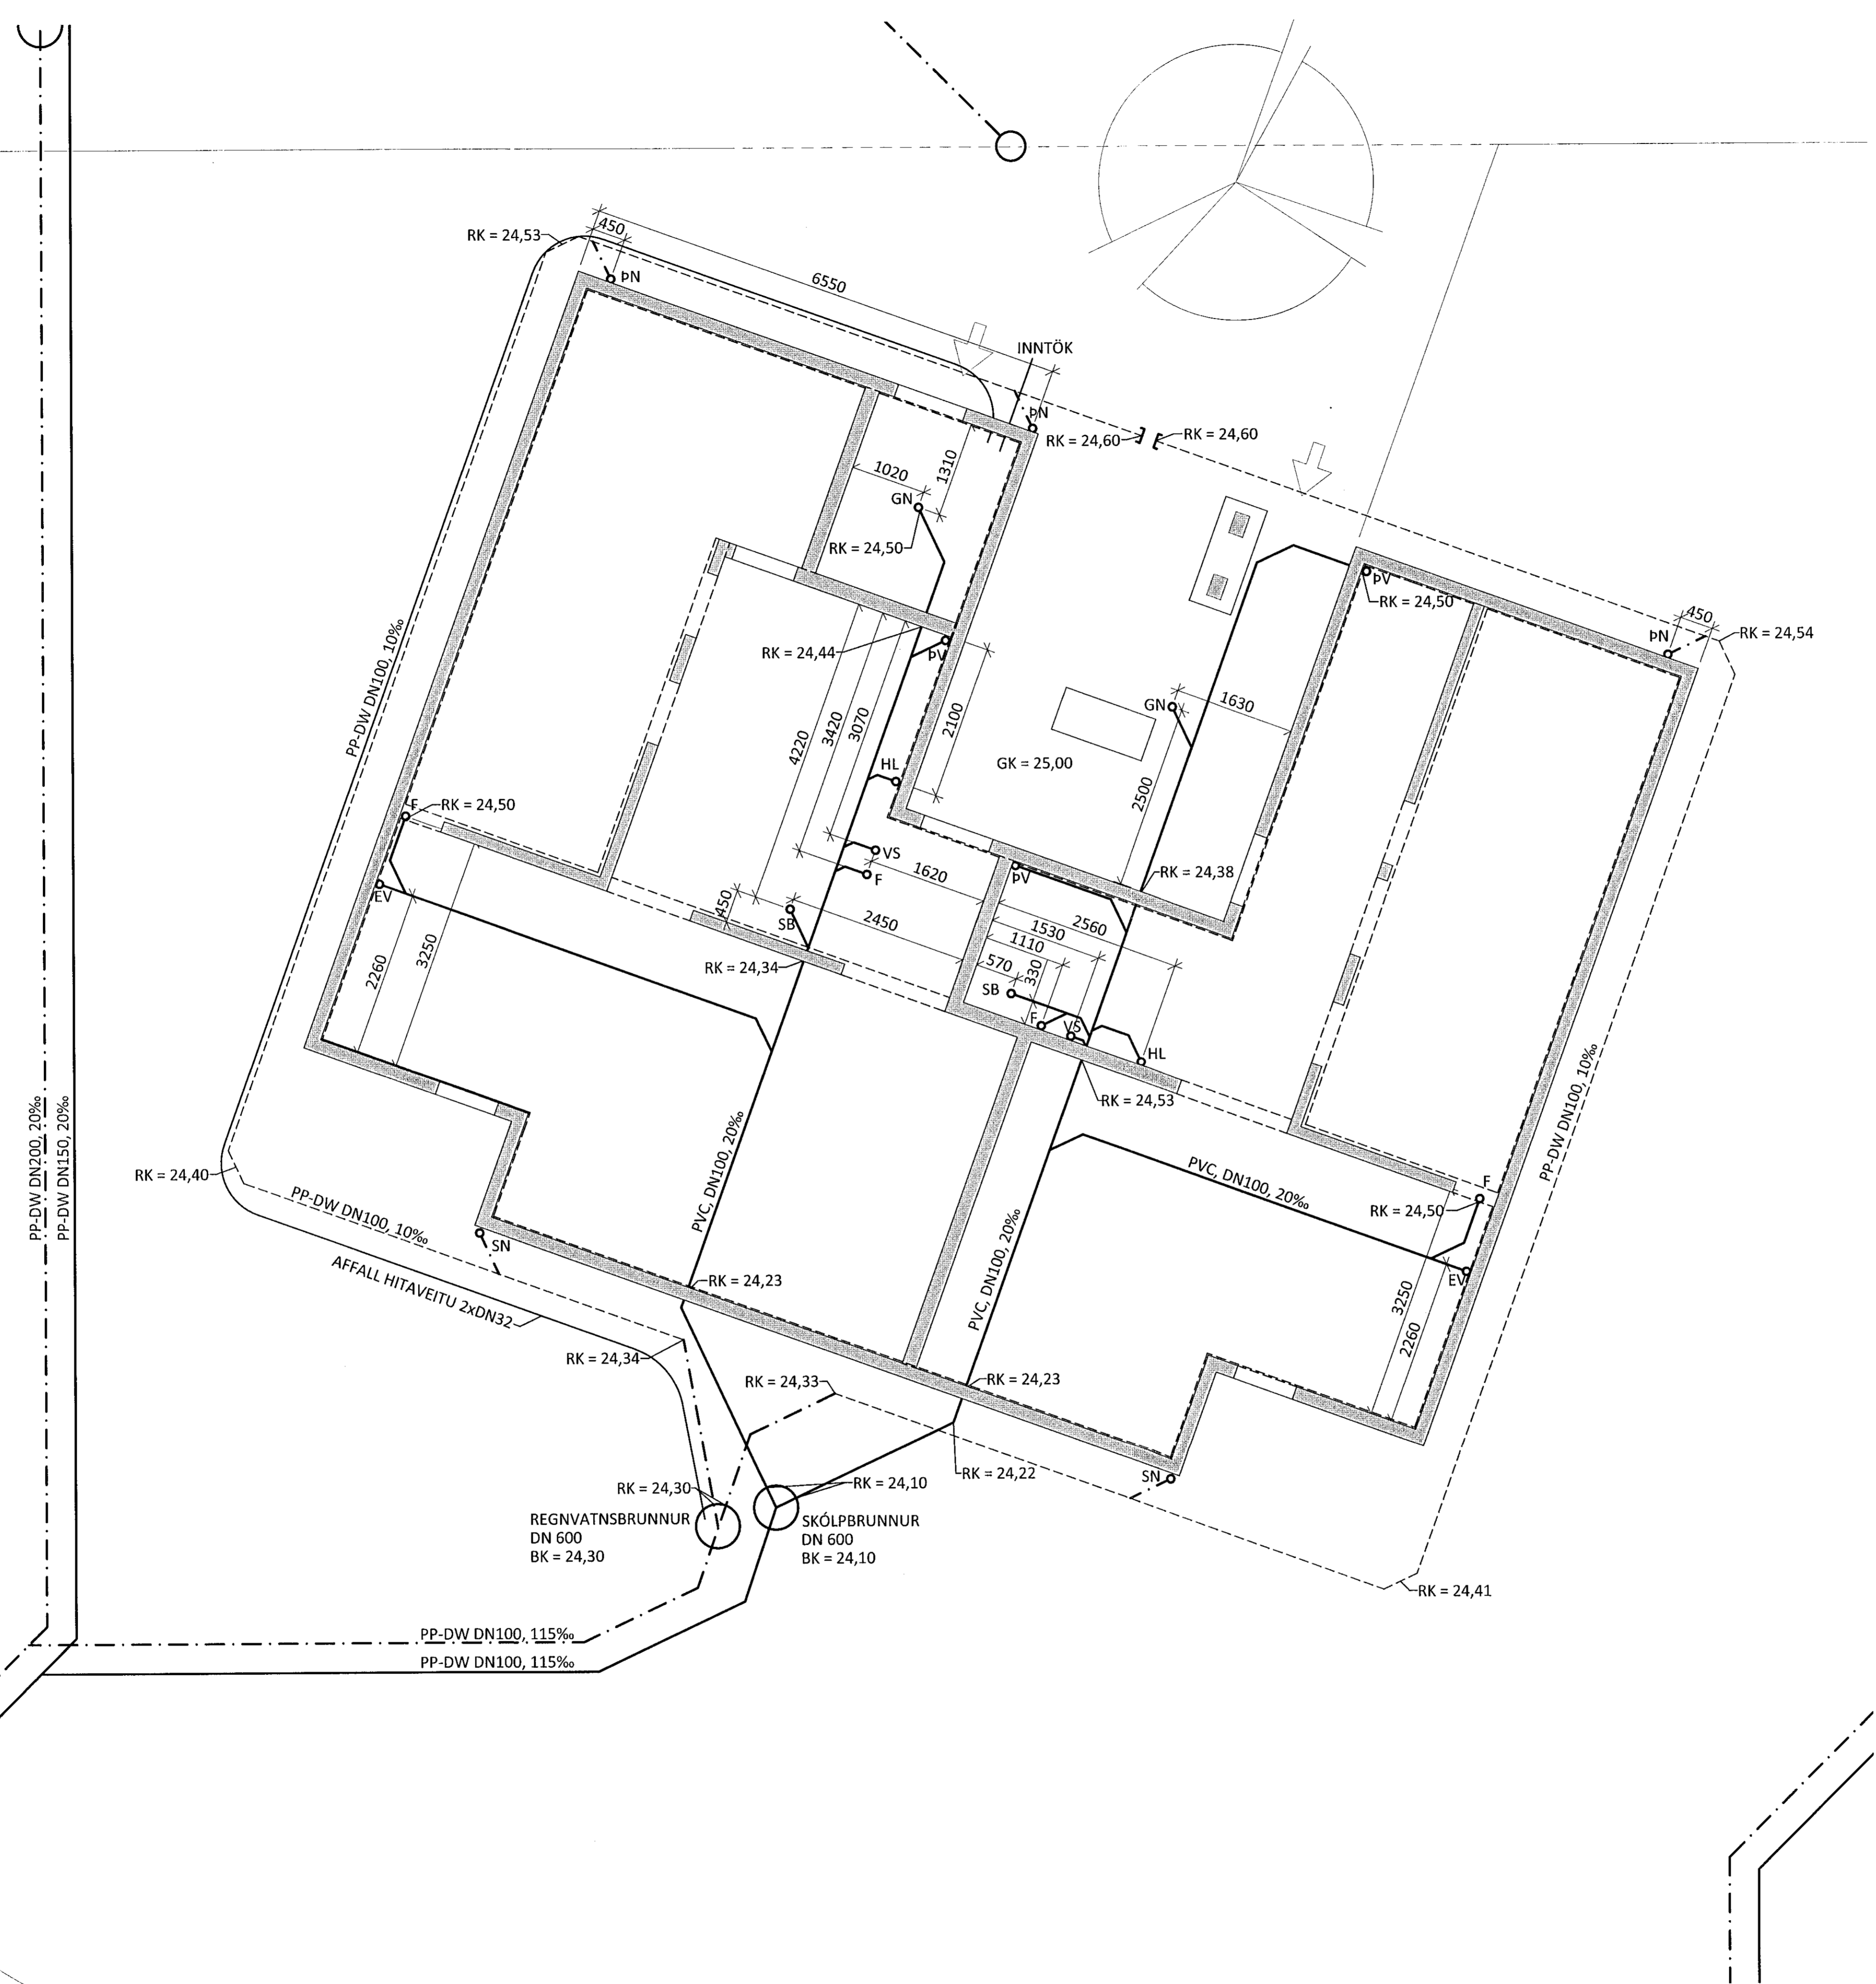 RK = 24,53
450
ÞN
6550
INNTÖK
ÞN
RK = 24,60
RK = 24,60
1020
1310
GN
RK = 24,50
ÞV
RK = 24,50
450
ÞN
RK = 24,54
RK = 24,44
ÞV
PP-DW DN100, 10‰
4220
3420
3070
2100
GN
1630
HL
GK = 25,00
2500
F
RK = 24,50
VS
F
1620
ÞV
RK = 24,38
EV
450
SB
2450
2560
1530
1110
570
330
2260
3250
RK = 24,34
SB
F
VS
HL
RK = 24,53
PP-DW DN100, 10‰
PP-DW DN200, 20‰
PP-DW DN150, 20‰
PVC, DN100, 20‰
RK = 24,40
PVC, DN100, 20‰
F
RK = 24,50
PP-DW DN100, 10‰
SN
AFFALL HITAVEITU 2xDN32
RK = 24,23
PVC, DN100, 20‰
EV
3250
2260
RK = 24,34
RK = 24,33
RK = 24,23
RK = 24,22
SN
RK = 24,30
RK = 24,10
REGNVATNSBRUNNUR
DN 600
BK = 24,30
SKÓLPBRUNNUR
DN 600
BK = 24,10
RK = 24,41
PP-DW DN100, 115‰
PP-DW DN100, 115‰